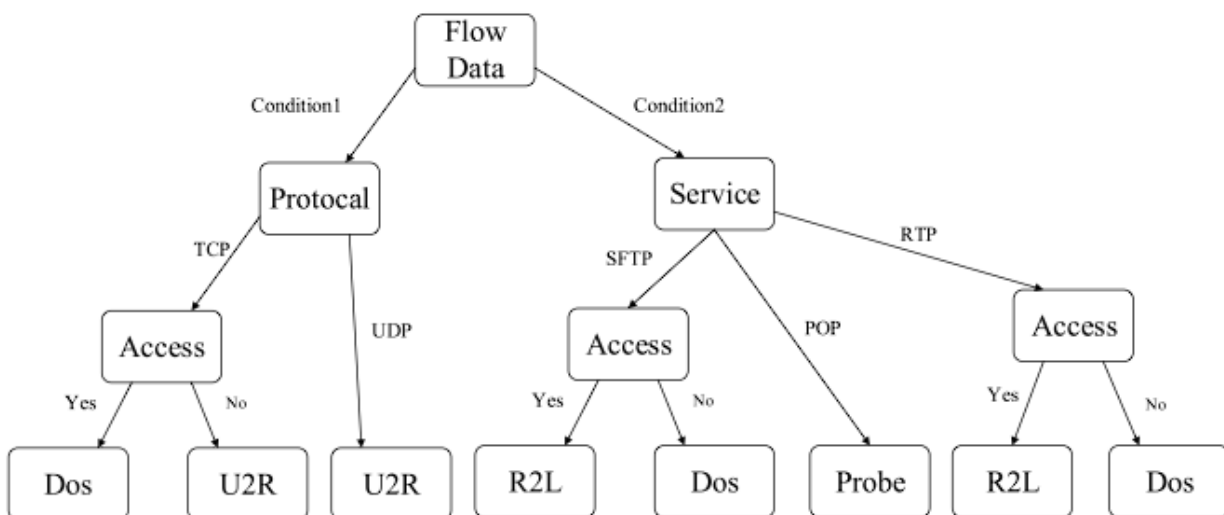 Flow
Data
Condition1
Condition2
Protocal
Service
TCP
UDP
SFTP
POP
RTP
Access
Access
Access
Yes
No
Yes
No
Yes
No
Dos
U2R
U2R
R2L
Dos
Probe
R2L
Dos